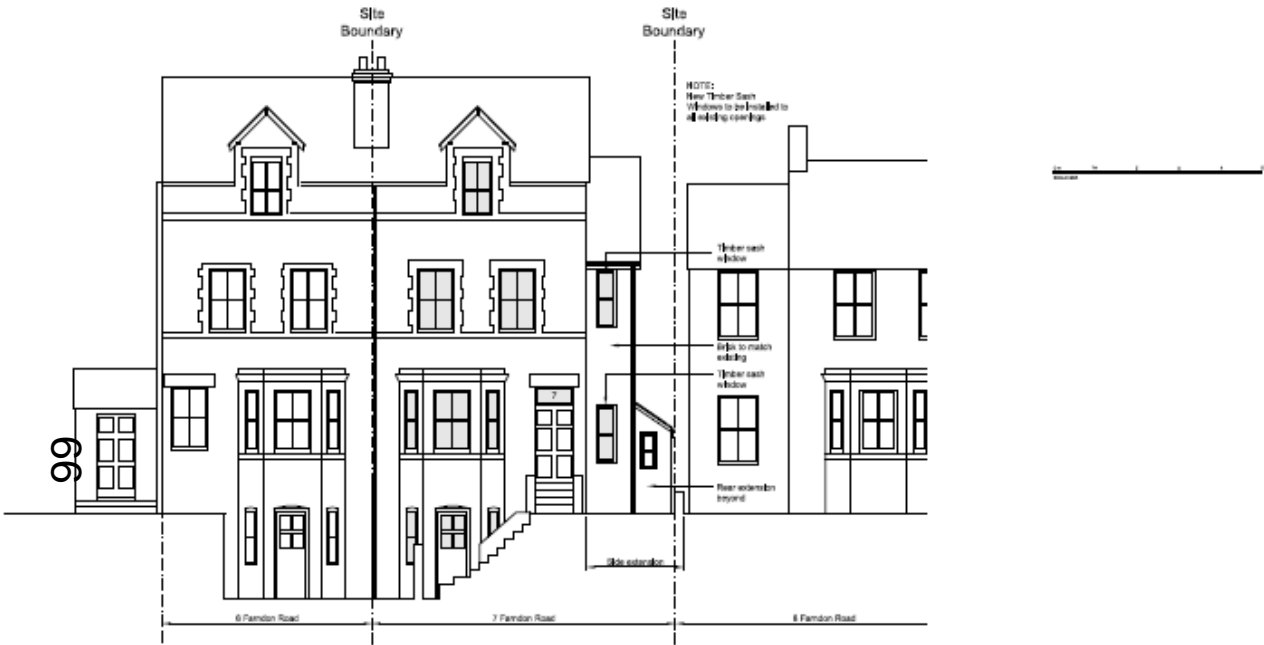 Site
Boundary
Site
Boundary
NOTE:
New Timber Sash
Windows to be installed to
all existing openings
Timber sash
window
Brick to match
existing
Timber sash
window
7
66
Rear extension
beyond
Side extension
6 Farndon Road
7 Farndon Road
8 Farndon Road